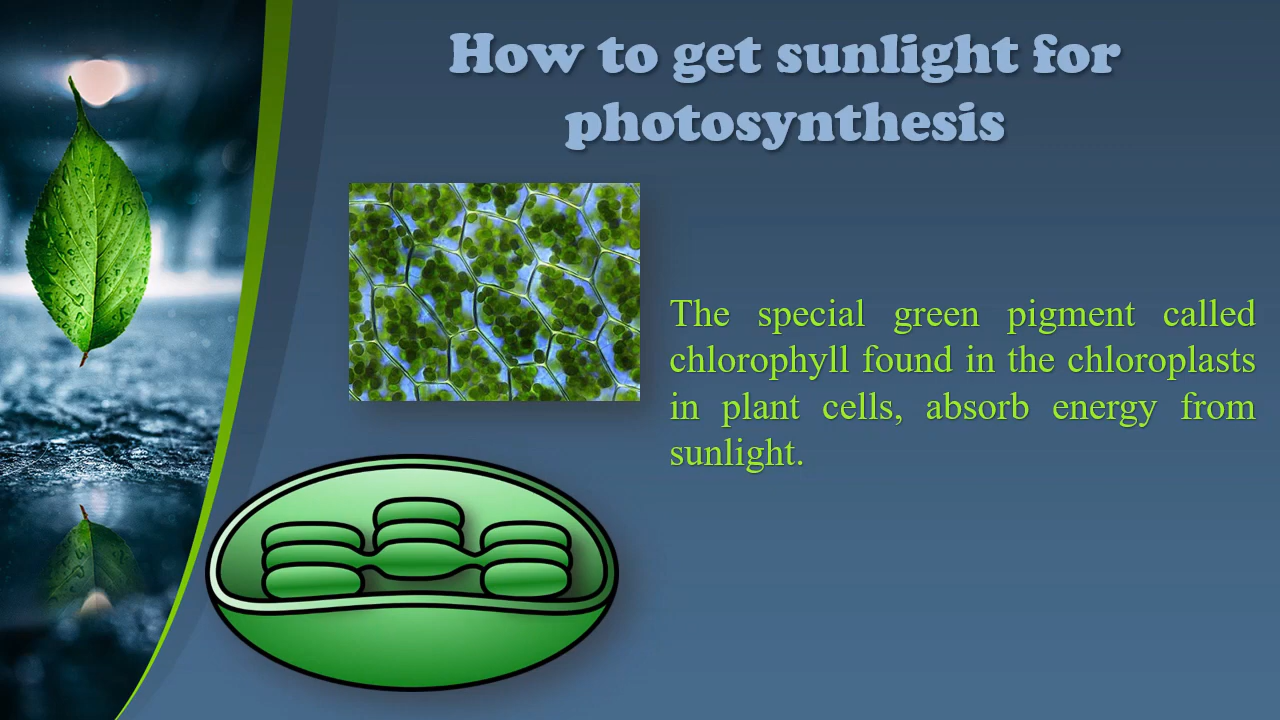 How to get sunlight for
photosynthesis
The special green pigment called
chlorophyll found in the chloroplasts
in plant cells, absorb energy from
sunlight.